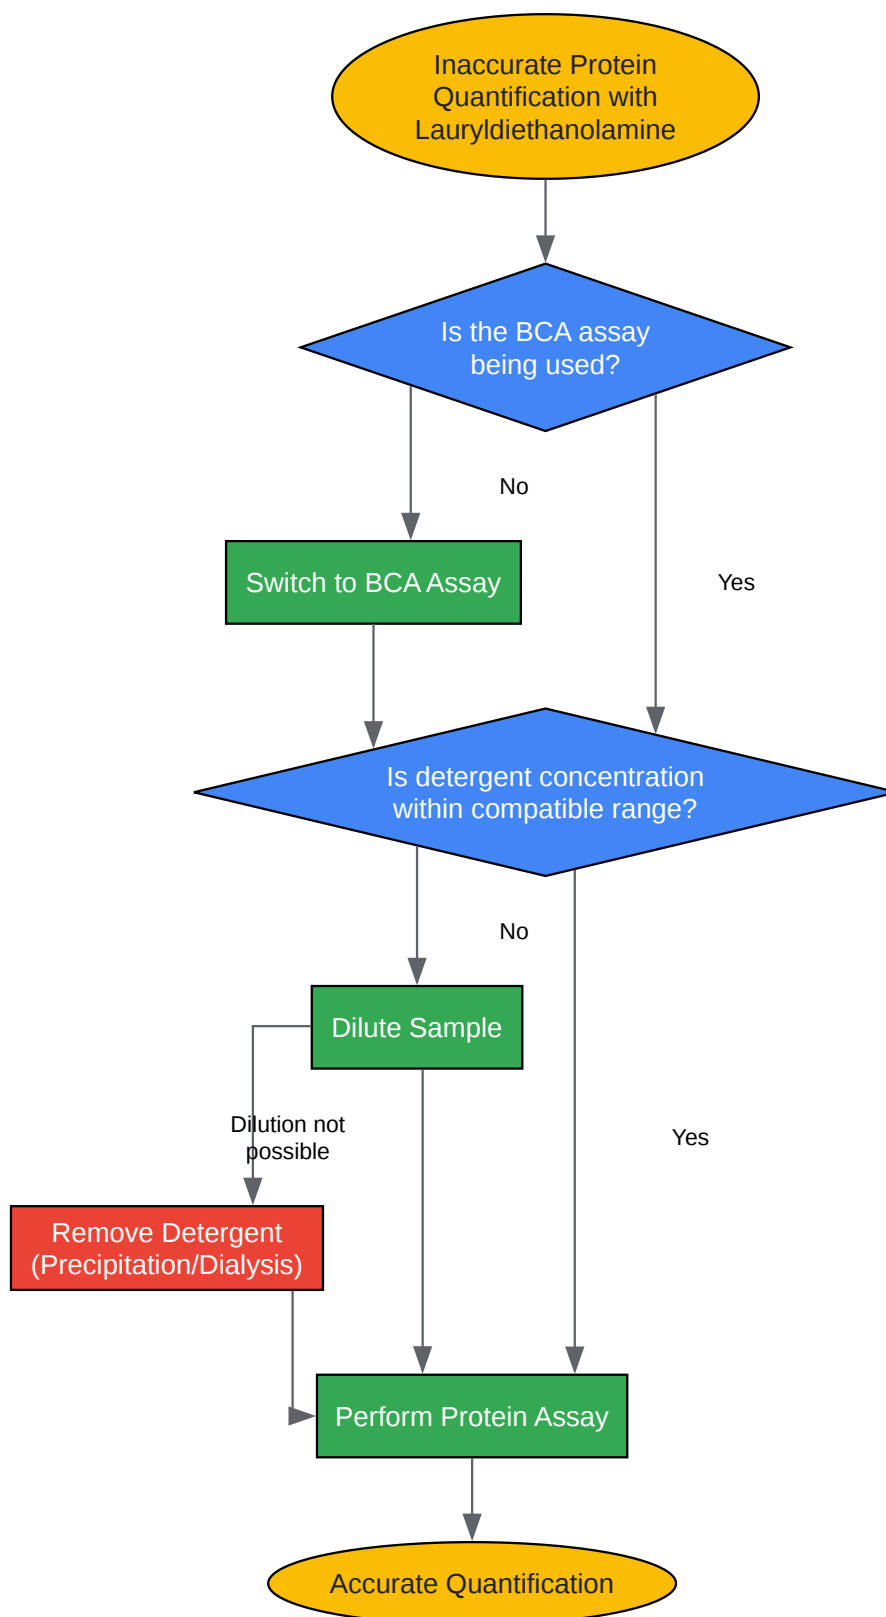 Inaccurate Protein
Quantification with
Lauryldiethanolamine
Is the BCA assay
being used?
No
Switch to BCA Assay
Yes
Is detergent concentration
within compatible range?
No
Dilute Sample
Dilution not
possible
Yes
Remove Detergent
(Precipitation/Dialysis)
Perform Protein Assay
Accurate Quantification